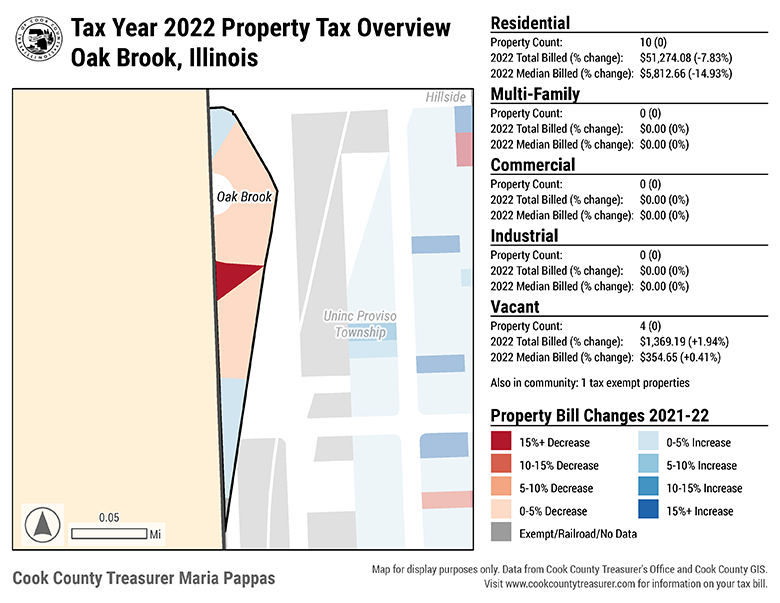 Tax Year 2022 Property Tax Overview
Oak Brook, Illinois
Hillside
Oak Brook
Uninc Proviso
Township
0.05
Mi
Cook County Treasurer Maria Pappas
Residential
Property Count: 10 (0)
2022 Total Billed (% change): $51,274.08 (-7.83%)
2022 Median Billed (% change): $5,812.66 (-14.93%)
Multi-Family
Property Count: 0 (0)
2022 Total Billed (% change): $0.00 (0%)
2022 Median Billed (% change): $0.00 (0%)
Commercial
Property Count: 0 (0)
2022 Total Billed (% change): $0.00 (0%)
2022 Median Billed (% change): $0.00 (0%)
Industrial
Property Count: 0 (0)
2022 Total Billed (% change): $0.00 (0%)
2022 Median Billed (% change): $0.00 (0%)
Vacant
Property Count: 4 (0)
2022 Total Billed (% change): $1,369.19 (+1.94%)
2022 Median Billed (% change): $354.65 (+0.41%)
Also in community: 1 tax exempt properties
Property Bill Changes 2021-22
15%+ Decrease
10-15% Decrease
5-10% Decrease
0-5% Decrease
Exempt/Railroad/No Data
0-5% Increase
5-10% Increase
10-15% Increase
15%+ Increase
Map for display purposes only. Data from Cook County Treasurer's Office and Cook County GIS.
Visit www.cookcountytreasurer.com for information on your tax bill.